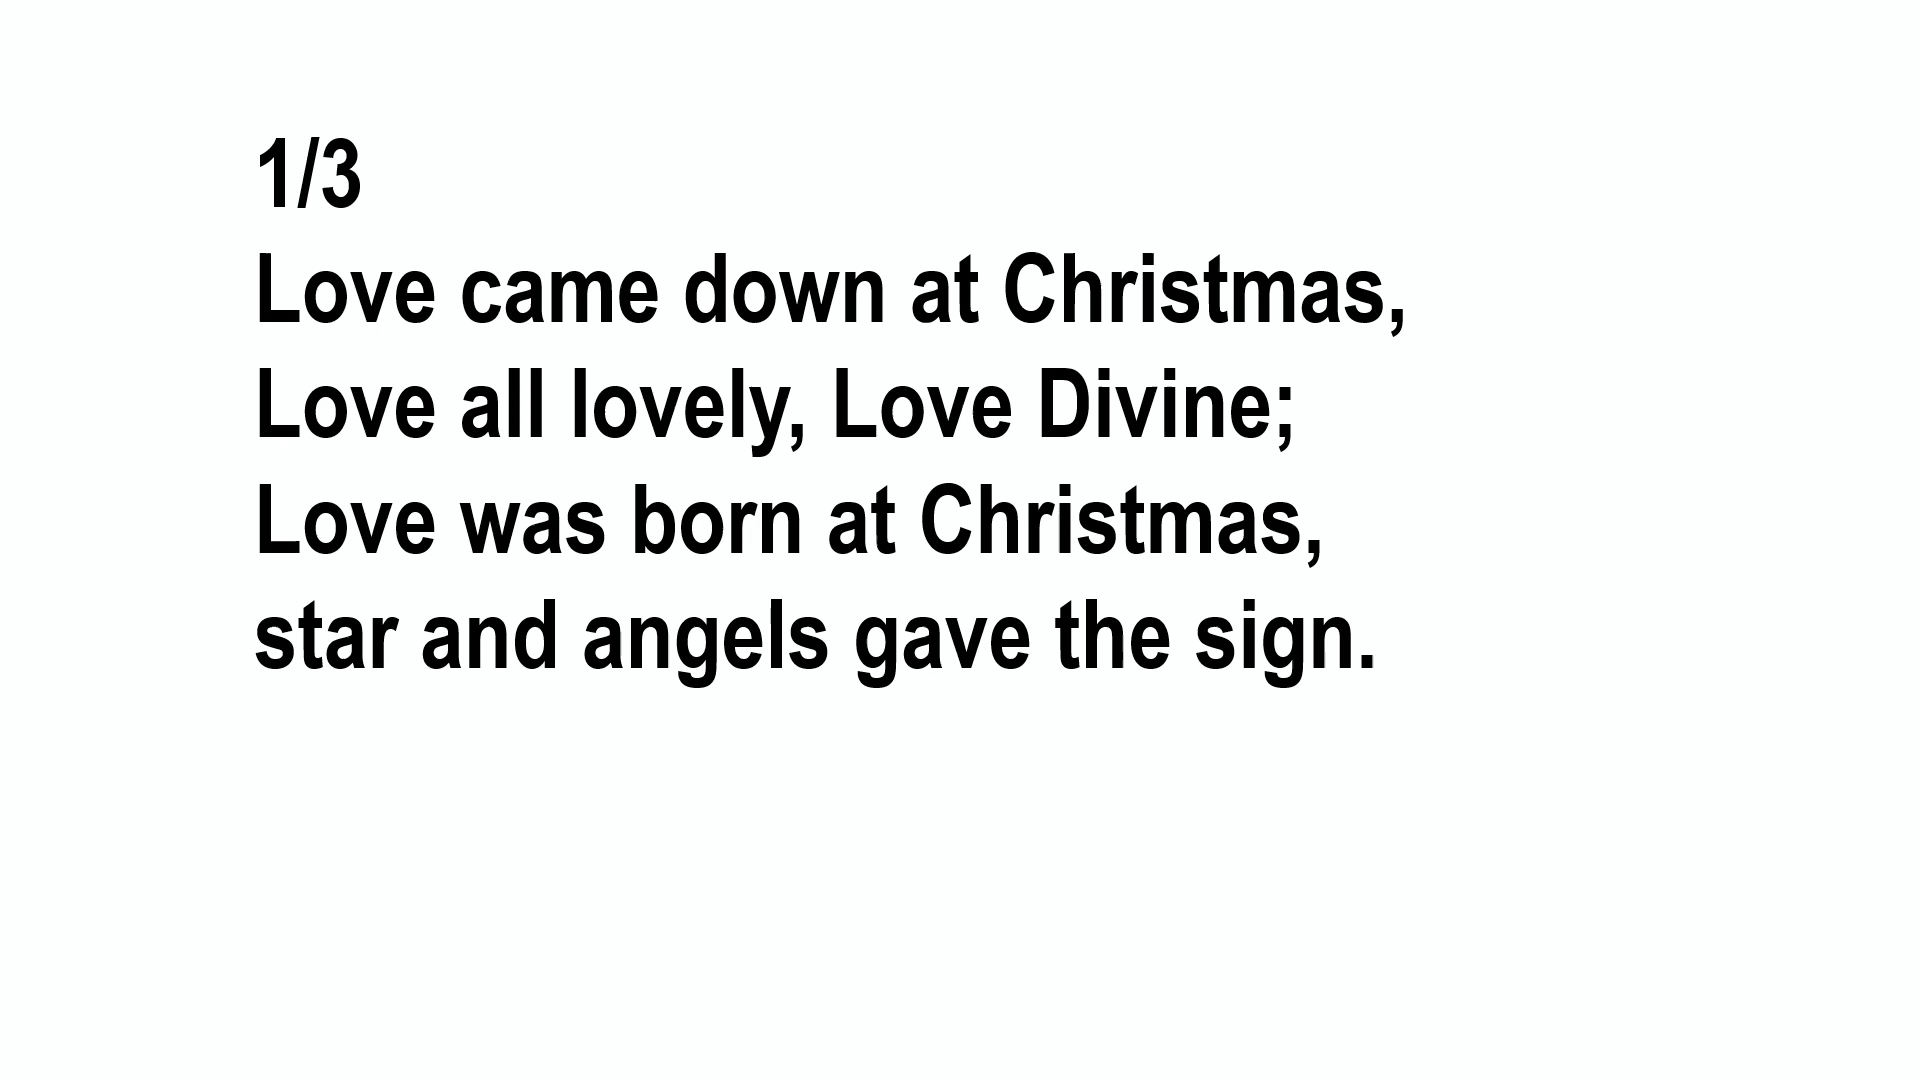 1/3
Love came down at Christmas,
Love all lovely, Love Divine;
Love was born at Christmas,
star and angels gave the sign.